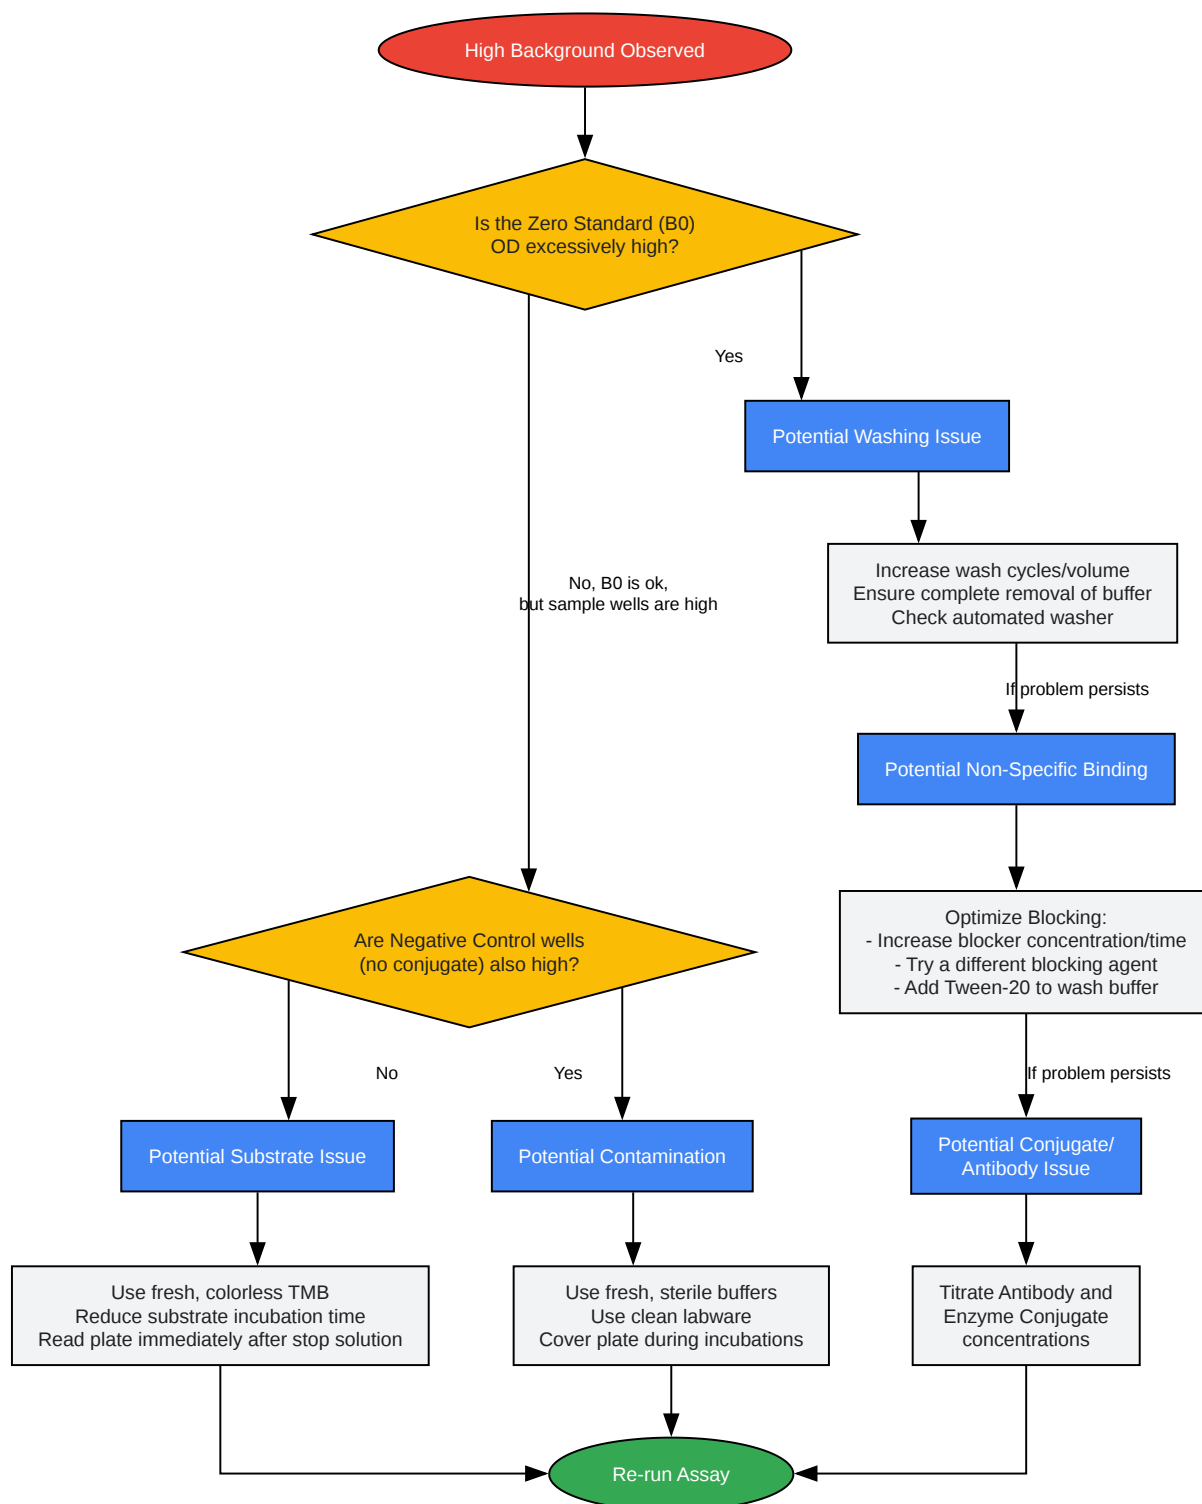 High Background Observed
Is the Zero Standard (B0)
OD excessively high?
Yes
Potential Washing Issue
No, B0 is ok,
but sample wells are high
Increase wash cycles/volume
Ensure complete removal of buffer
Check automated washer
If problem persists
Potential Non-Specific Binding
Are Negative Control wells
(no conjugate) also high?
Optimize Blocking:
- Increase blocker concentration/time
- Try a different blocking agent
- Add Tween-20 to wash buffer
No
Yes
If problem persists
Potential Substrate Issue
Potential Contamination
Potential Conjugate/
Antibody Issue
Use fresh, colorless TMB
Reduce substrate incubation time
Read plate immediately after stop solution
Use fresh, sterile buffers
Use clean labware
Cover plate during incubations
Titrate Antibody and
Enzyme Conjugate
concentrations
Re-run Assay